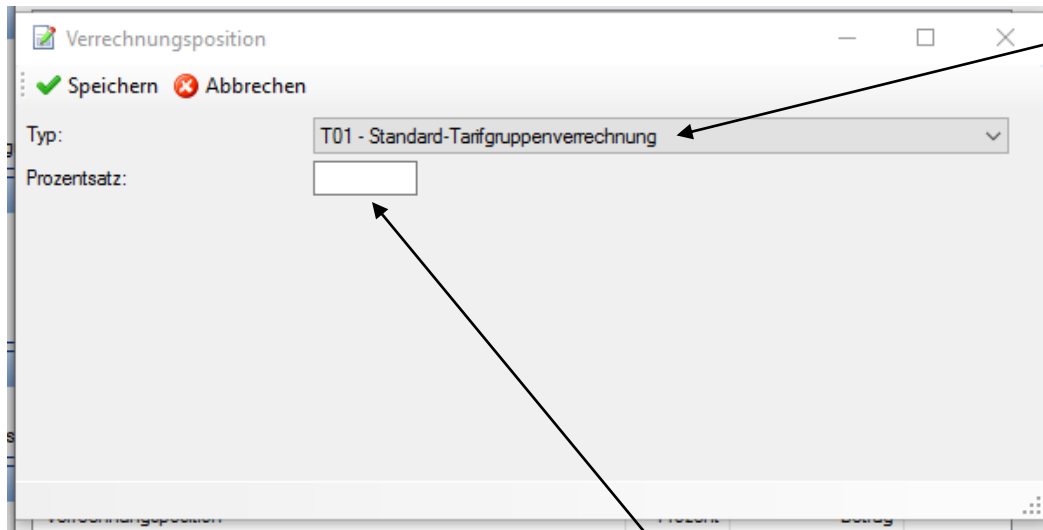 Verrechnungsposition
Speichern Abbrechen
Typ: T01 - Standard-Tarifgruppenverrechnung
Prozentsatz:
Verrechnungsposition Prozent Betrag